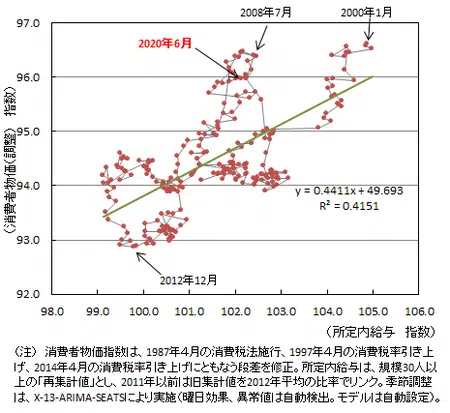 97.0
96.0
95.0
94.0
93.0
92.0
(消費者物価(調整) 指数)
2008年7月
2000年1月
2020年6月
y = 0.4411x + 49.693
R² = 0.4151
2012年12月
98.0 99.0 100.0 101.0 102.0 103.0 104.0 105.0 106.0
(所定内給与 指数)
(注) 消費者物価指数は、1987年4月の消費税法施行、1997年4月の消費税率引き上
げ、2014年4月の消費税率引き上げにともなう段差を修正。所定内給与は、規模30人以
上の「再集計値」とし、2011年以前は旧集計値を2012年平均の比率でリンク。季節調整
は、X-13-ARIMA-SEATSにより実施(曜日効果、異常値は自動検出。モデルは自動設定)。